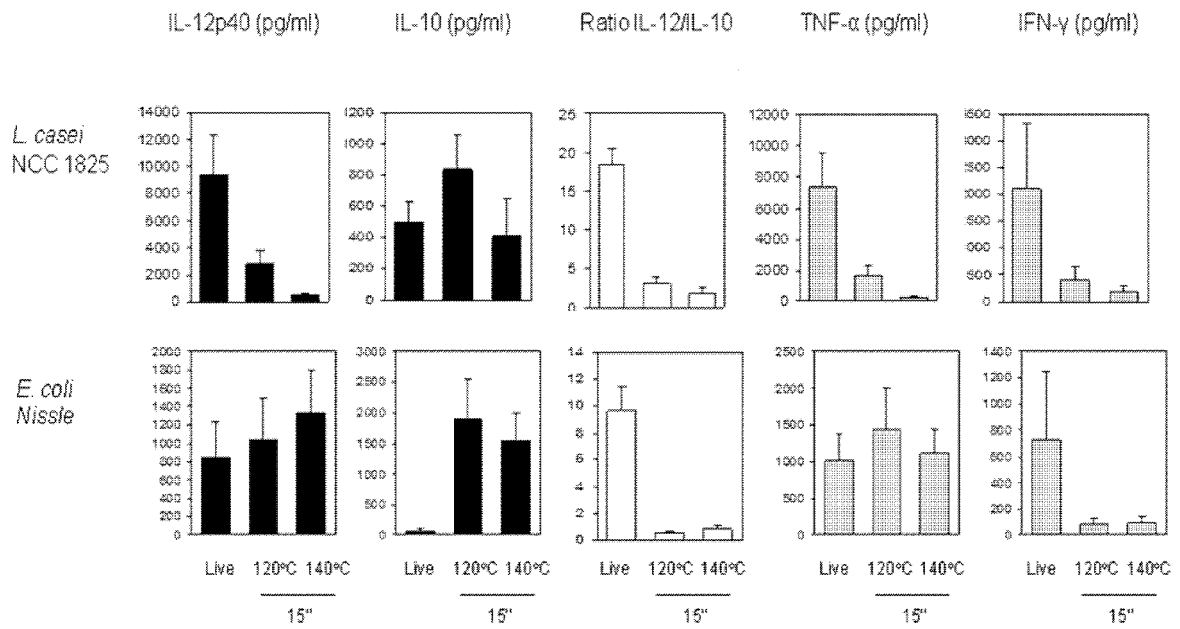 IL-12p40 (pg/ml) IL-10 (pg/ml) Ratio IL-12/IL-10 TNF-α (pg/ml) IFN-γ (pg/ml)
L. casei
NCC 1825
14000 12000 10000 8000 6000 4000 2000 0
1200 1000 800 600 400 200 0
25 20 15 10 5 0
12000 10000 8000 6000 4000 2000 0
500 0
E. coli
Nissle
2000 1800 1600 1400 1200 1000 800 600 400 200 0
3000 2500 2000 1500 1000 500 0
14 12 10 8 6 4 2 0
2500 2000 1500 1000 500 0
1400 1200 1000 800 600 400 200 0
Live 120°C 140°C Live 120°C 140°C Live 120°C 140°C Live 120°C 140°C Live 120°C 140°C
15" 15" 15" 15" 15"